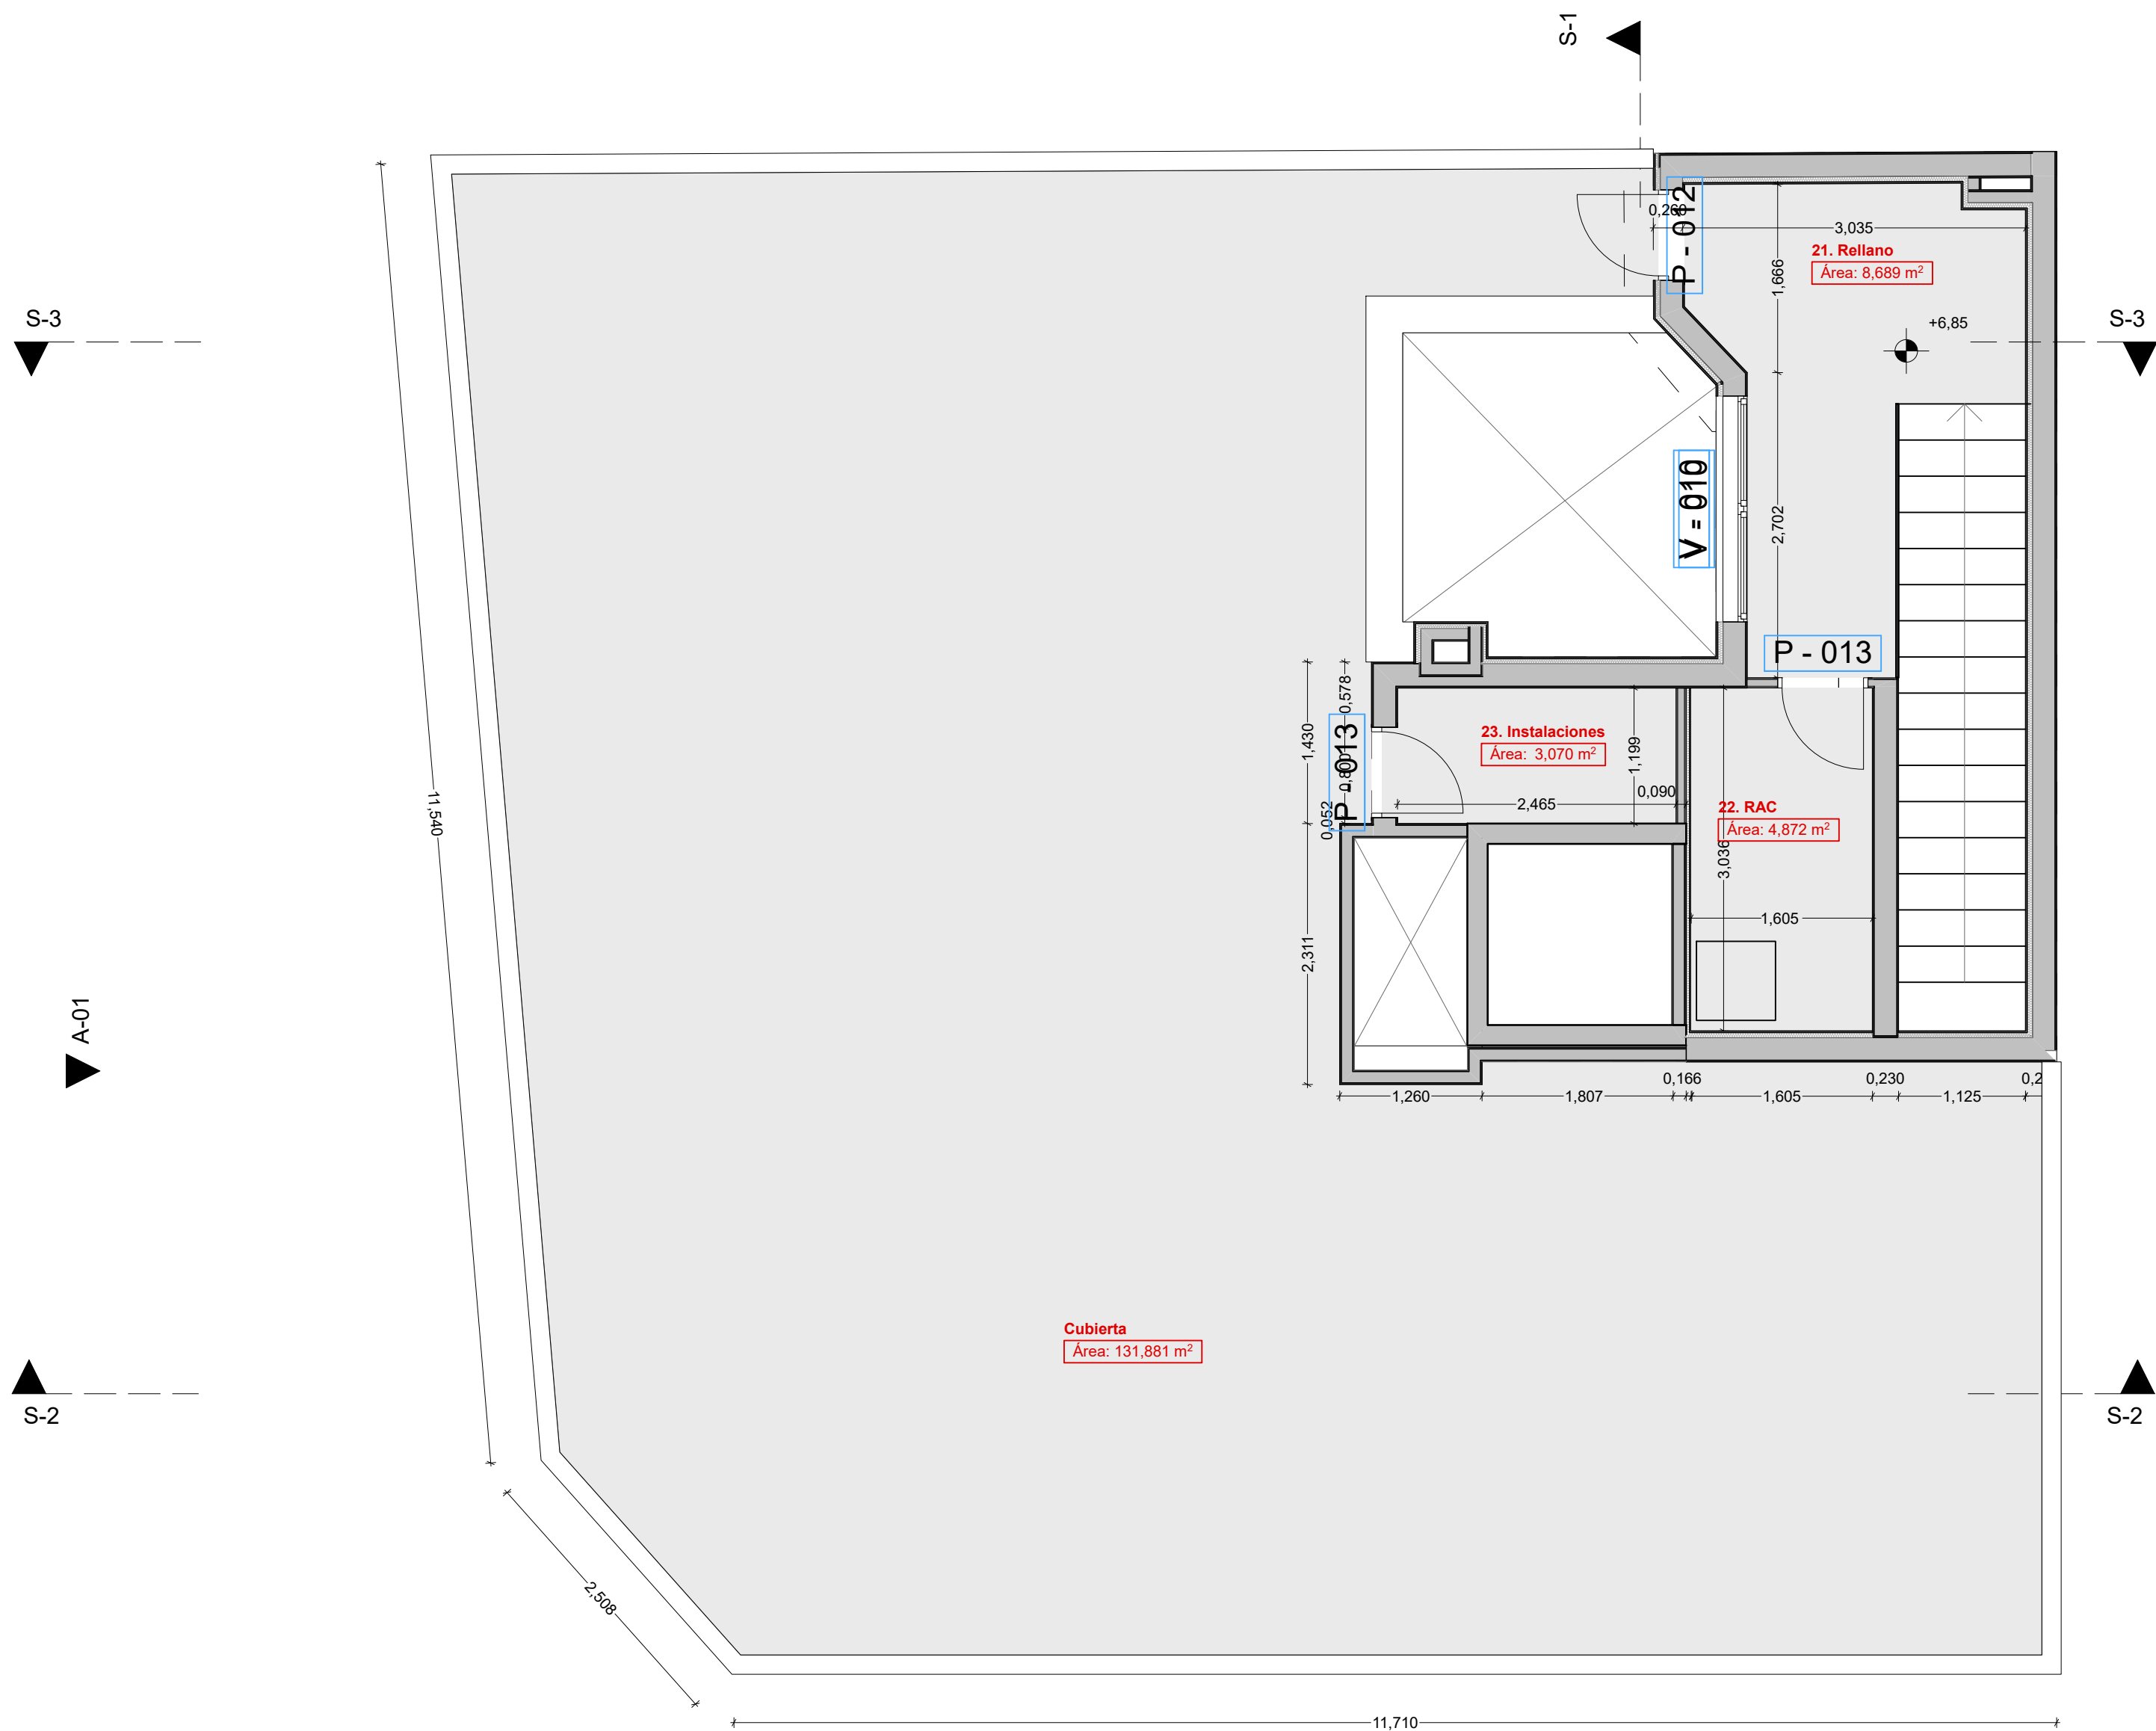 S-1
0,260
P - 012
3,035
21. Rellano
Área: 8,689 m²
1,666
S-3
S-3
+6,85
V = 010
2,702
P - 013
0,578
1,430
P - 013
0,800
0,052
23. Instalaciones
Área: 3,070 m²
1,199
0,090
2,465
22. RAC
Área: 4,872 m²
3,036
1,605
2,311
A-01
11,540
0,166
0,230
0,2
1,260
1,807
1,605
1,125
Cubierta
Área: 131,881 m²
S-2
S-2
2,508
11,710